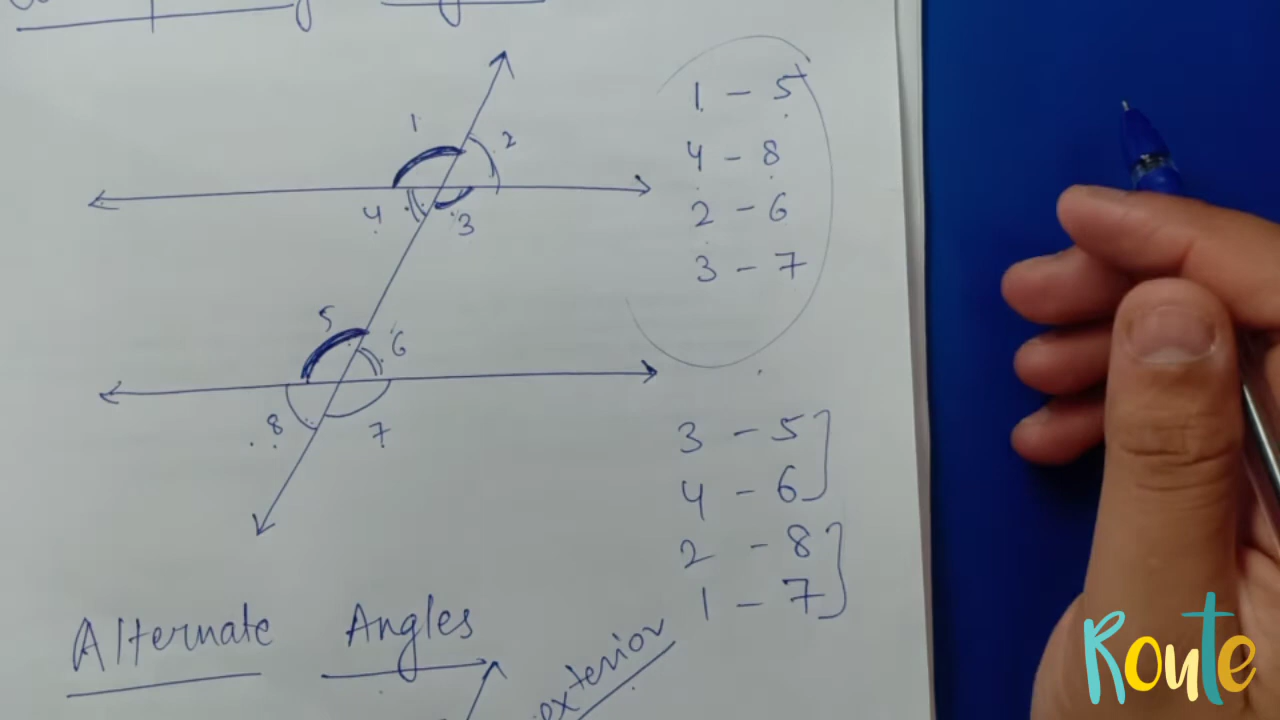 1 2
4 3
5 6
8 7
1 - 5
4 - 8
2 - 6
3 - 7
3 - 5
4 - 6
2 - 8
1 - 7
Alternate Angles
exterior
Route